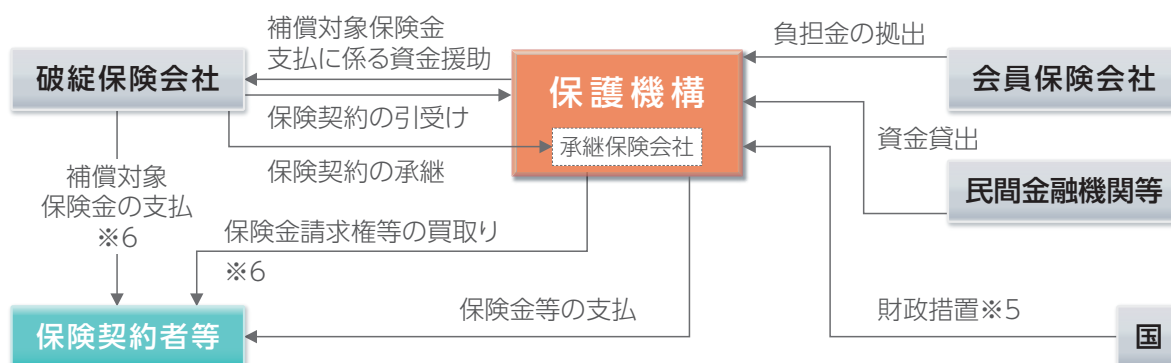 補償対象保険金
支払に係る資金援助
負担金の拠出
破綻保険会社
保護機構
会員保険会社
保険契約の引受け
承継保険会社
資金貸出
保険契約の承継
補償対象
保険金の支払
※6
民間金融機関等
保険金請求権等の買取り
※6
保険金等の支払
財政措置※5
保険契約者等
国